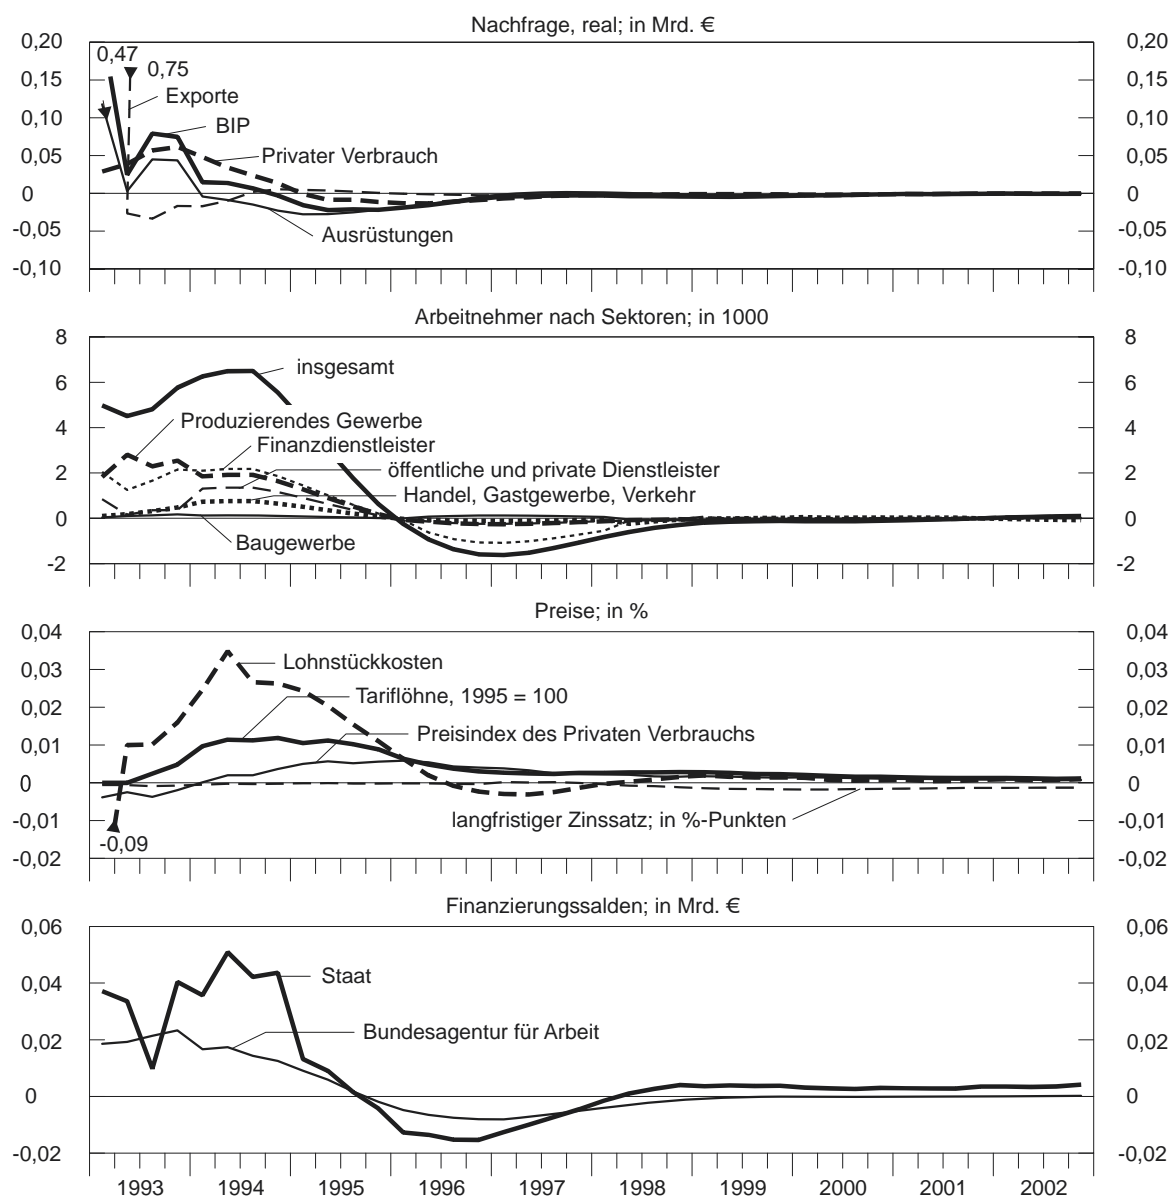 Nachfrage, real; in Mrd. €
0,20 0,20
0,47
0,15 0,75 0,15
Exporte
0,10 0,10
BIP
0,05 Privater Verbrauch 0,05
0 0
-0,05 Ausrüstungen -0,05
-0,10 -0,10
Arbeitnehmer nach Sektoren; in 1000
8 8
insgesamt
6 6
Produzierendes Gewerbe
4 4
Finanzdienstleister
2 öffentliche und private Dienstleister 2
Handel, Gastgewerbe, Verkehr
0 0
Baugewerbe
-2 -2
Preise; in %
0,04 0,04
Lohnstückkosten
0,03 0,03
Tariflöhne, 1995 = 100
0,02 0,02
Preisindex des Privaten Verbrauchs
0,01 0,01
0 0
-0,01 langfristiger Zinssatz; in %-Punkten -0,01
-0,09
-0,02 -0,02
Finanzierungssalden; in Mrd. €
0,06 0,06
Staat
0,04 0,04
Bundesagentur für Arbeit
0,02 0,02
0 0
-0,02 -0,02
1993 1994 1995 1996 1997 1998 1999 2000 2001 2002